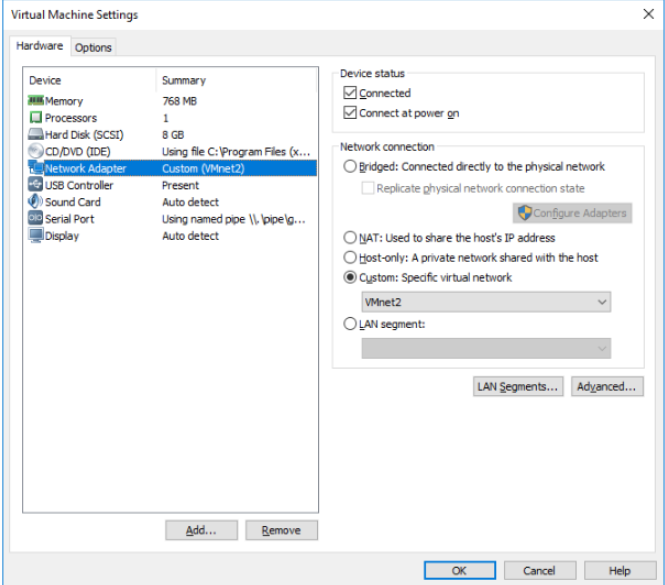 Virtual Machine Settings
Hardware Options
Device Summary
Memory 768 MB
Processors 1
Hard Disk (SCSI) 8 GB
CD/DVD (IDE) Using file C:\Program Files (x...
Network Adapter Custom (VMnet2)
USB Controller Present
Sound Card Auto detect
Serial Port Using named pipe \\.\pipe\g...
Display Auto detect
Add... Remove
Device status
Connected
Connect at power on
Network connection
Bridged: Connected directly to the physical network
Replicate physical network connection state
Configure Adapters
NAT: Used to share the host's IP address
Host-only: A private network shared with the host
Custom: Specific virtual network
VMnet2
LAN segment:
LAN Segments... Advanced...
OK Cancel Help